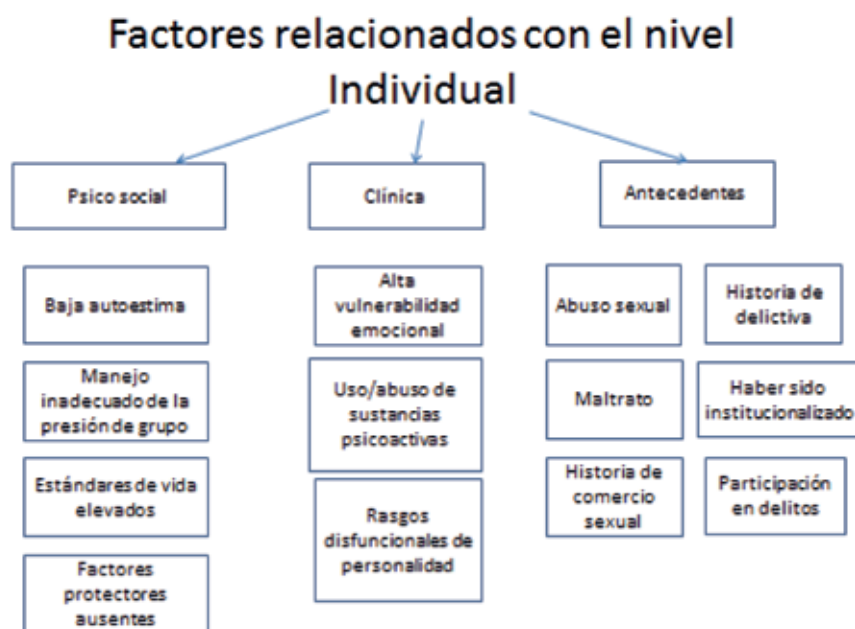 Factores relacionados con el nivel
Individual
Psico social
Clínica
Antecedentes
Baja autoestima
Manejo
inadecuado de la
presión de grupo
Estándares de vida
elevados
Factores
protectores
ausentes
Alta
vulnerabilidad
emocional
Uso/abuso de
sustancias
psicoactivas
Rasgos
disfuncionales de
personalidad
Abuso sexual
Maltrato
Historia de
comercio
sexual
Historia de
delictiva
Haber sido
institucionalizado
Participación
en delitos